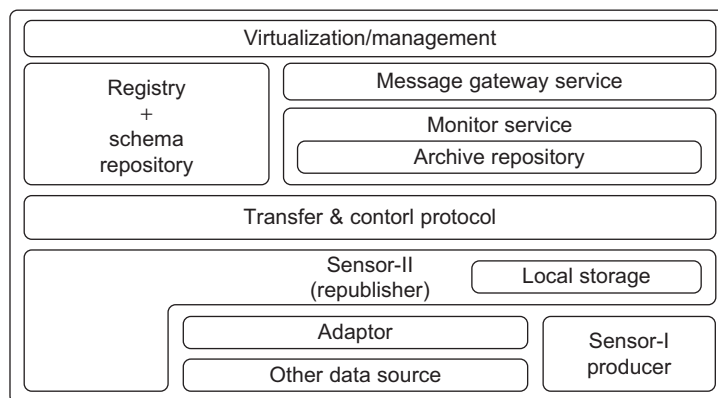 Virtualization/management
Registry
+
schema
repository
Message gateway service
Monitor service
Archive repository
Transfer & contorl protocol
Sensor-II
(republisher)
Local storage
Adaptor
Other data source
Sensor-I
producer